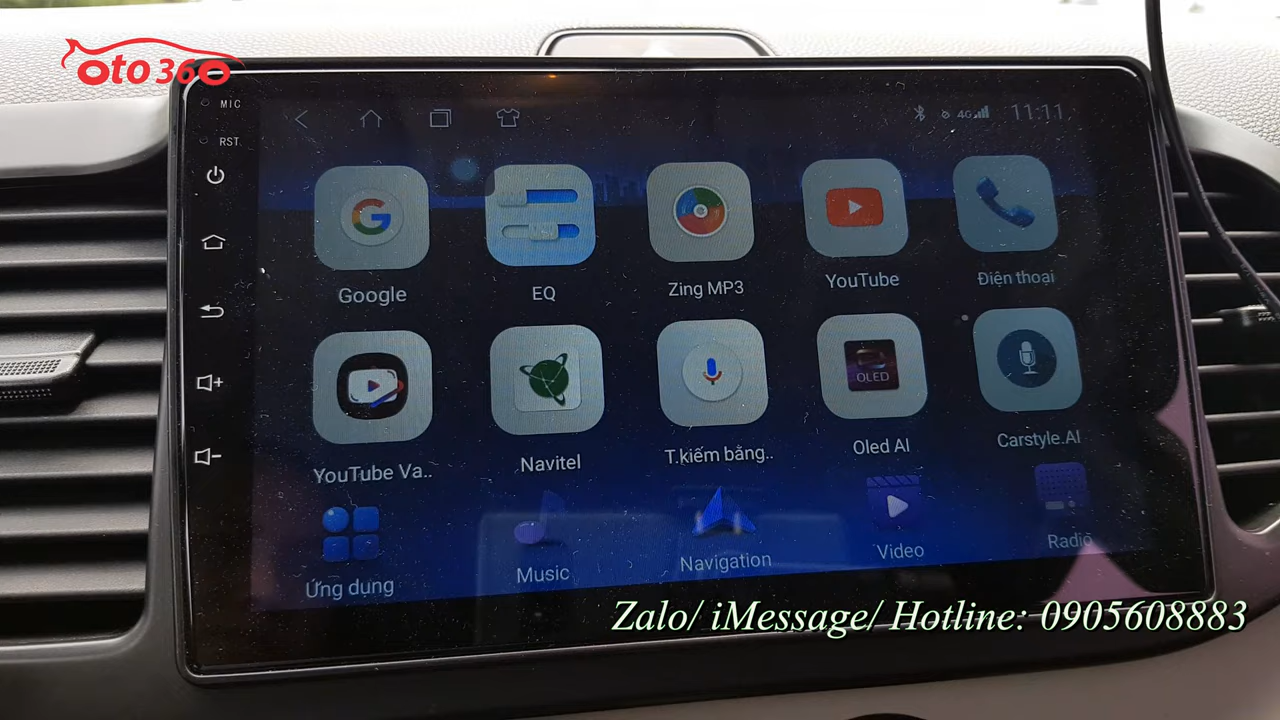 oto360
MIC
RST
4G 11:11
Google EQ Zing MP3 YouTube Điện thoại
OLED
YouTube Va.. Navitel T.kiếm bằng.. Oled AI Carstyle.AI
Ứng dụng Music Navigation Video Radio
Zalo/ iMessage/ Hotline: 0905608883